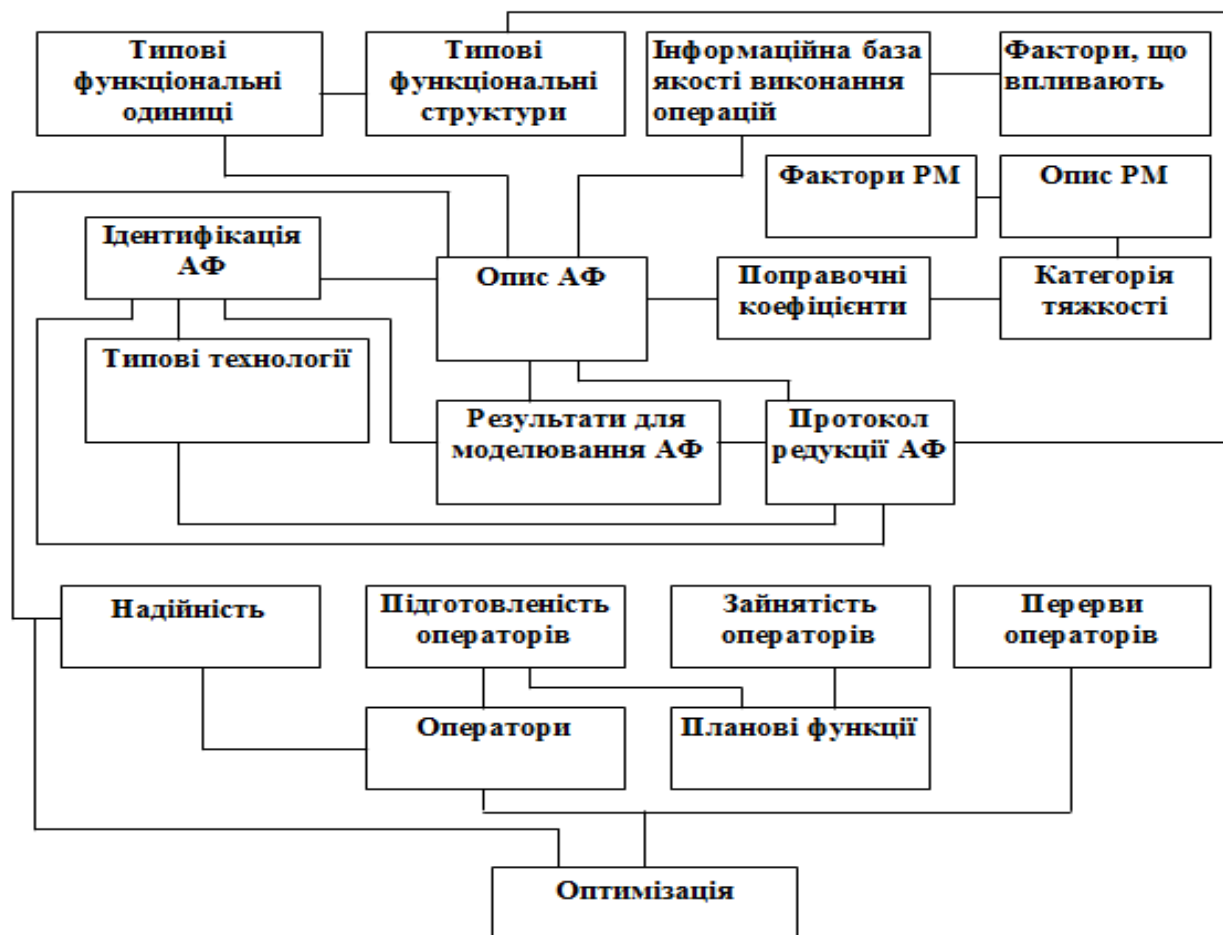 Типові
функціональні
одиниці
Типові
функціональні
структури
Інформаційна база
якості виконання
операцій
Фактори, що
впливають
Фактори РМ
Опис РМ
Ідентифікація
АФ
Опис АФ
Поправочні
коефіцієнти
Категорія
тяжкості
Типові технології
Результати для
моделювання АФ
Протокол
редукції АФ
Надійність
Підготовленість
операторів
Зайнятість
операторів
Перерви
операторів
Оператори
Планові функції
Оптимізація